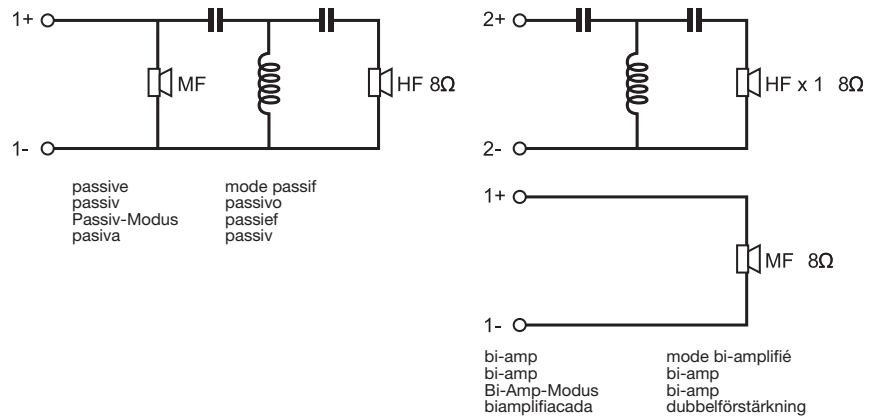 1+
MF
HF 8Ω
1-
passive
passiv
Passiv-Modus
pasiva
mode passif
passivo
passief
passiv
2+
HF x 1 8Ω
2-
1+
MF 8Ω
1-
bi-amp
bi-amp
Bi-Amp-Modus
biamplifiacada
mode bi-amplifié
bi-amp
bi-amp
dubbelförstärkning